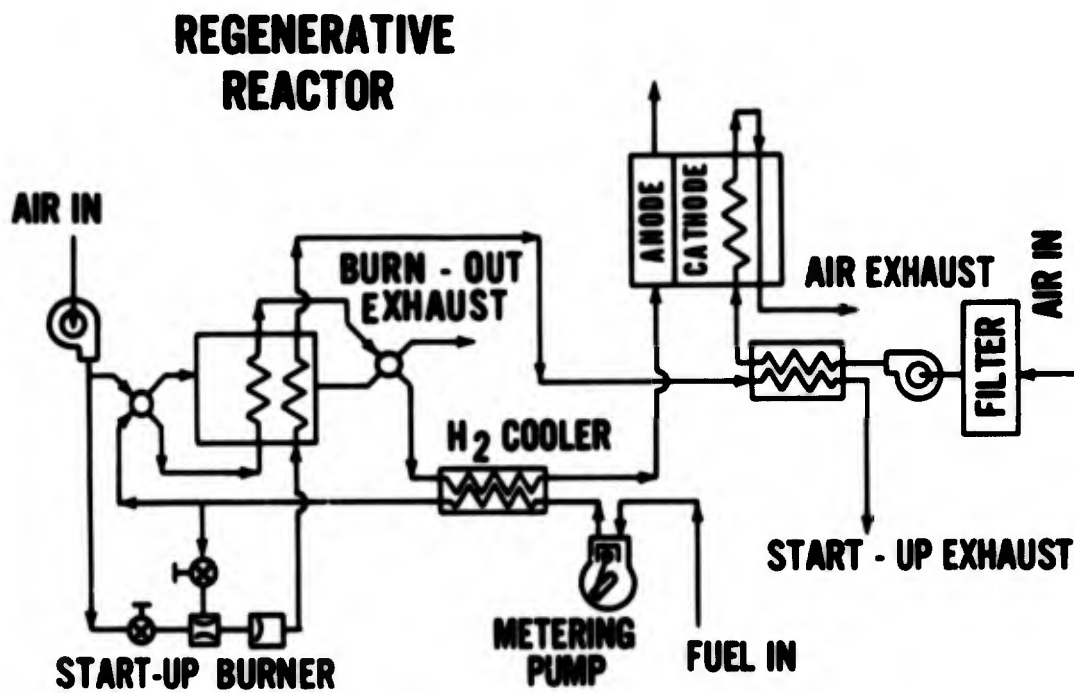 REGENERATIVE
REACTOR
AIR IN
BURN - OUT
EXHAUST
ANODE
CATHODE
AIR EXHAUST
AIR IN
FILTER
H2 COOLER
START - UP EXHAUST
METERING
PUMP
FUEL IN
START-UP BURNER